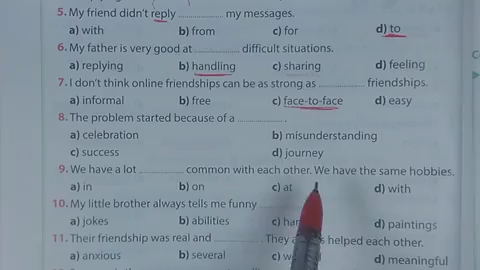 5. My friend didn't reply .............. my messages.
a) with b) from c) for d) to
6. My father is very good at .............. difficult situations.
a) replying b) handling c) sharing d) feeling
7. I don't think online friendships can be as strong as .............. friendships.
a) informal b) free c) face-to-face d) easy
8. The problem started because of a .............. .
a) celebration b) misunderstanding
c) success d) journey
9. We have a lot .............. common with each other. We have the same hobbies.
a) in b) on c) at d) with
10. My little brother always tells me funny
a) jokes b) abilities c) d) paintings
11. Their friendship was real and .............. . They helped each other.
a) anxious b) several c) d) meaningful